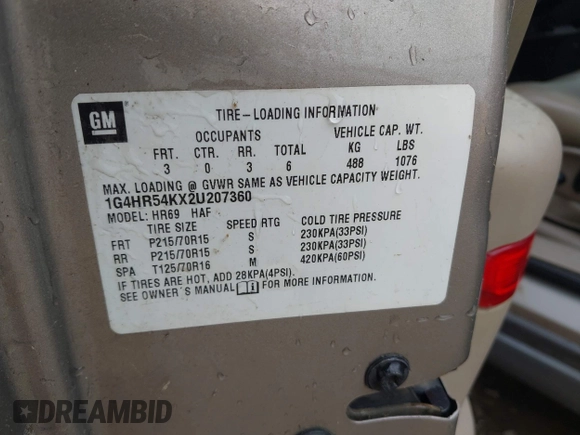 GM
TIRE-LOADING INFORMATION
OCCUPANTS VEHICLE CAP. WT.
FRT. CTR. RR. TOTAL KG LBS
3 0 3 6 488 1076
MAX. LOADING @ GVWR SAME AS VEHICLE CAPACITY WEIGHT.
1G4HR54KX2U207360
MODEL: HR69 HAF
TIRE SIZE SPEED RTG COLD TIRE PRESSURE
FRT P215/70R15 S 230KPA(33PSI)
RR P215/70R15 S 230KPA(33PSI)
SPA T125/70R16 M 420KPA(60PSI)
IF TIRES ARE HOT, ADD 28KPA(4PSI).
SEE OWNER'S MANUAL FOR MORE INFORMATION.
DREAMBID